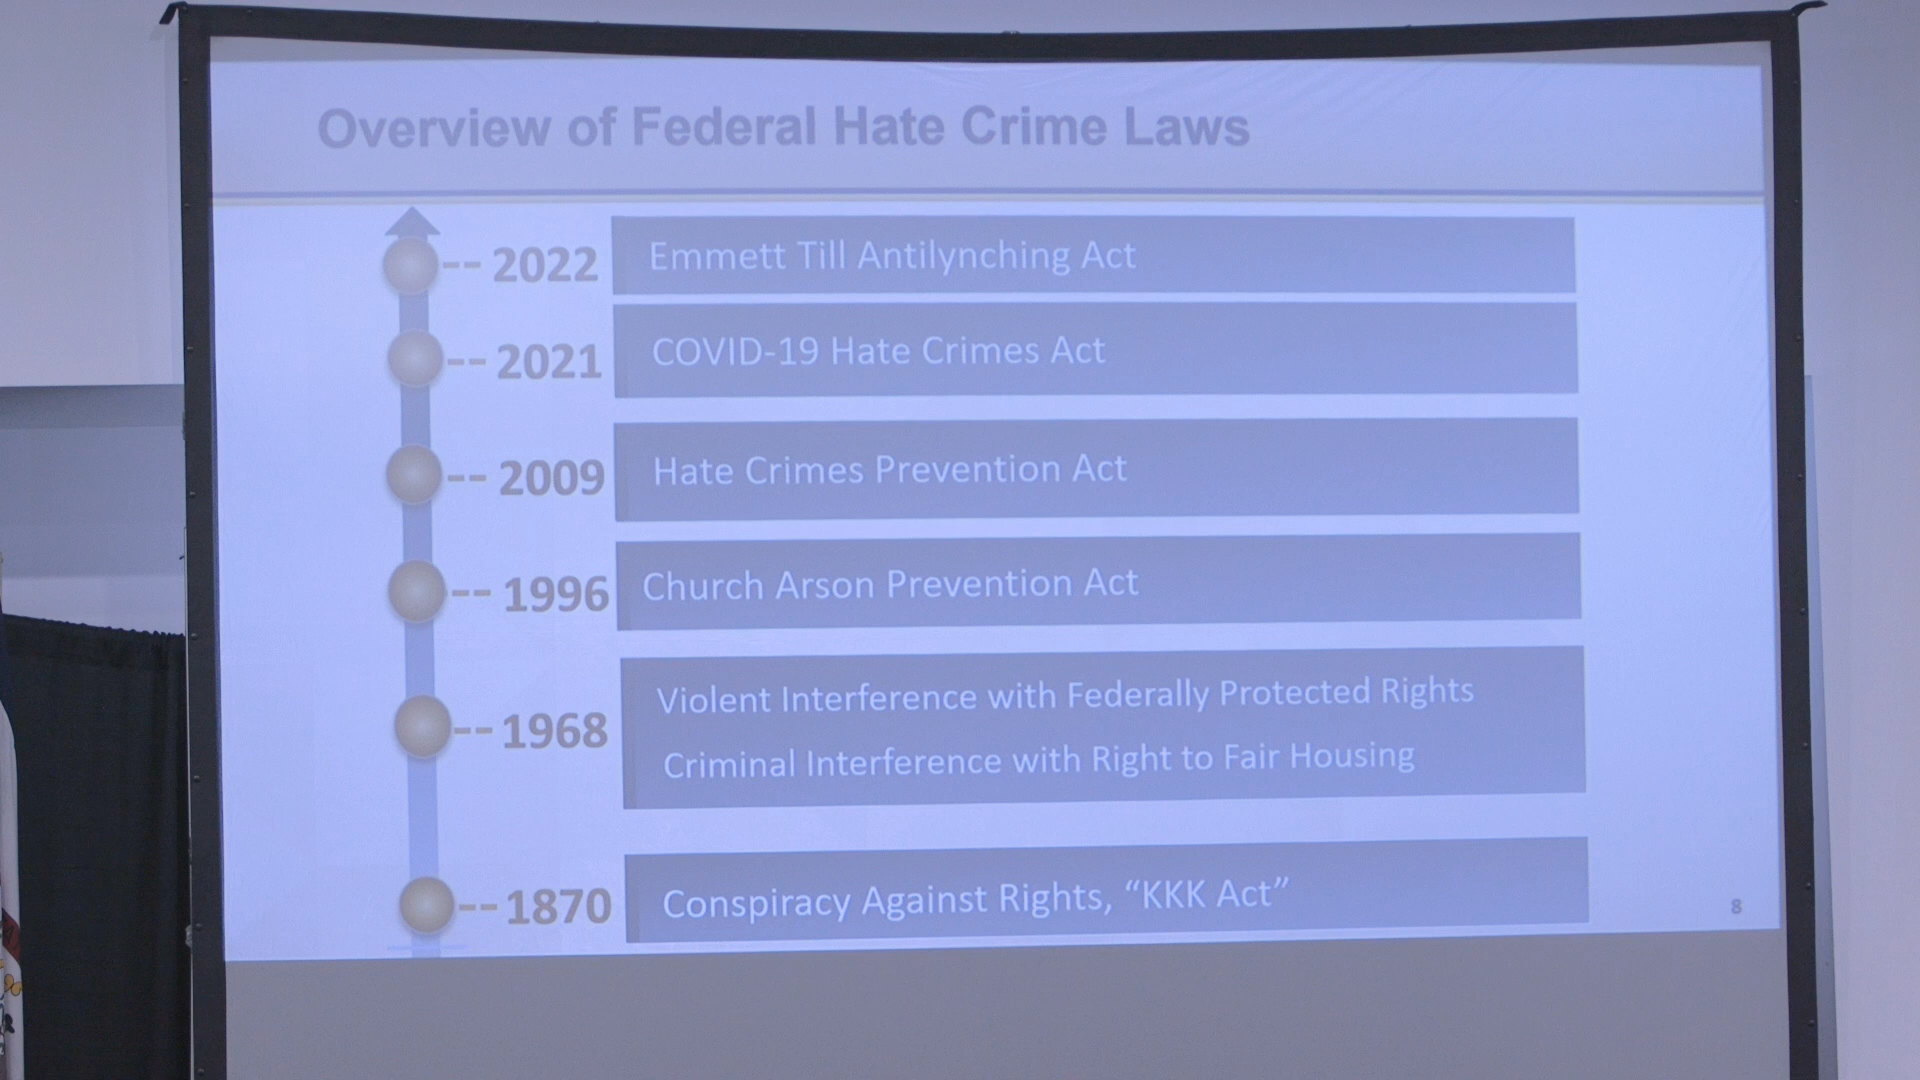 Overview of Federal Hate Crime Laws
-- 2022 Emmett Till Antilynching Act
-- 2021 COVID-19 Hate Crimes Act
-- 2009 Hate Crimes Prevention Act
-- 1996 Church Arson Prevention Act
-- 1968 Violent Interference with Federally Protected Rights
Criminal Interference with Right to Fair Housing
-- 1870 Conspiracy Against Rights, “KKK Act”
8